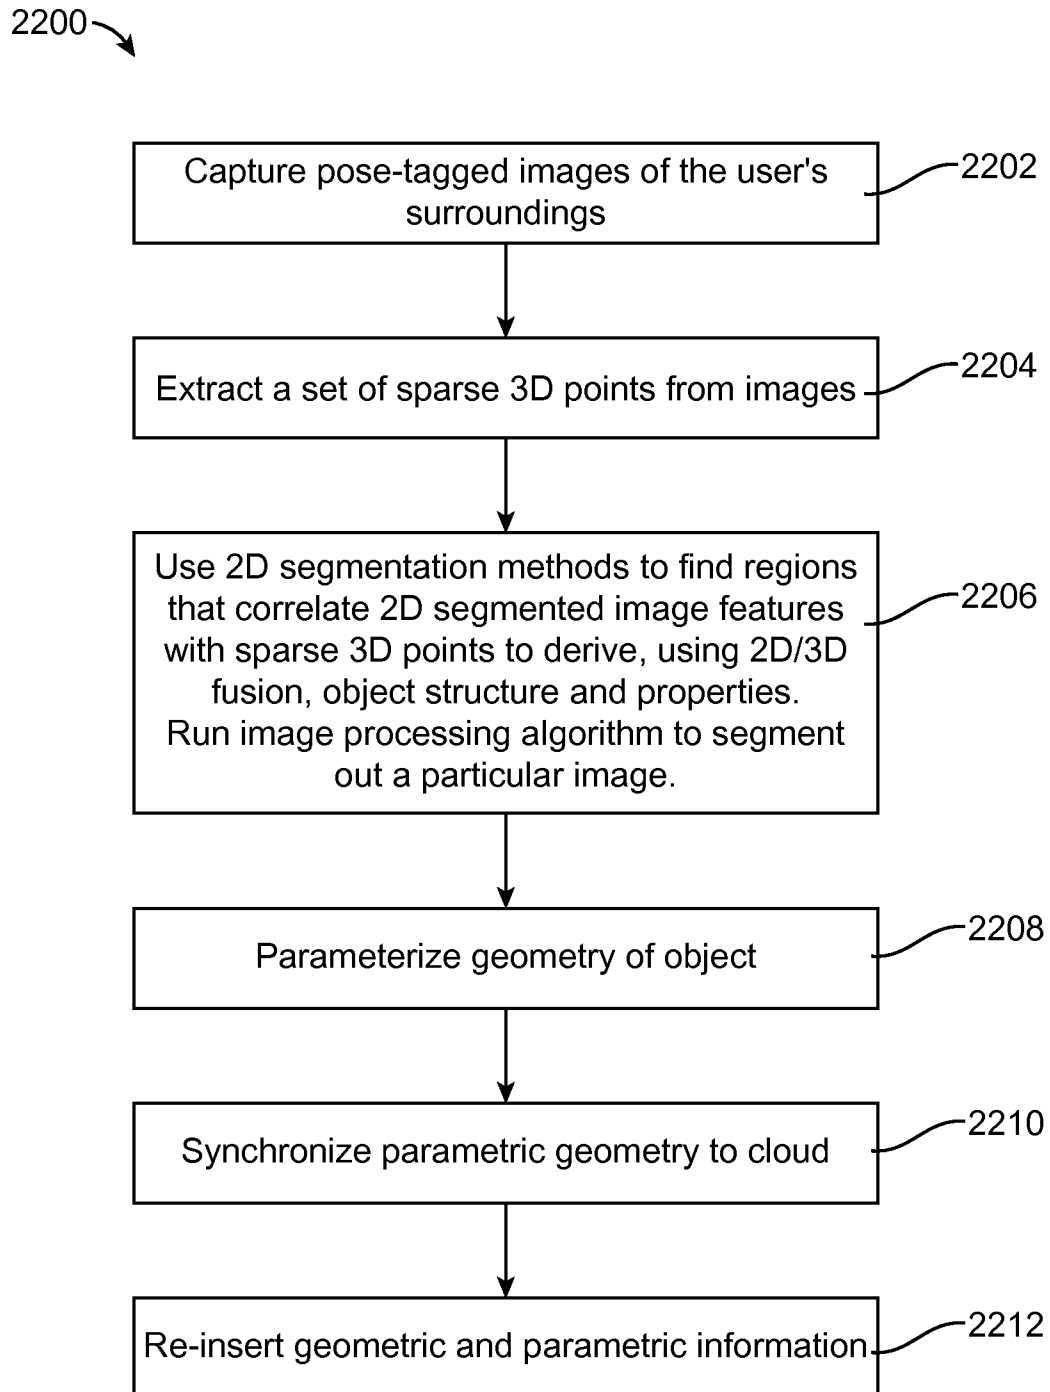 2200
Capture pose-tagged images of the user's
surroundings
2202
Extract a set of sparse 3D points from images
2204
Use 2D segmentation methods to find regions
that correlate 2D segmented image features
with sparse 3D points to derive, using 2D/3D
fusion, object structure and properties.
Run image processing algorithm to segment
out a particular image.
2206
Parameterize geometry of object
2208
Synchronize parametric geometry to cloud
2210
Re-insert geometric and parametric information
2212